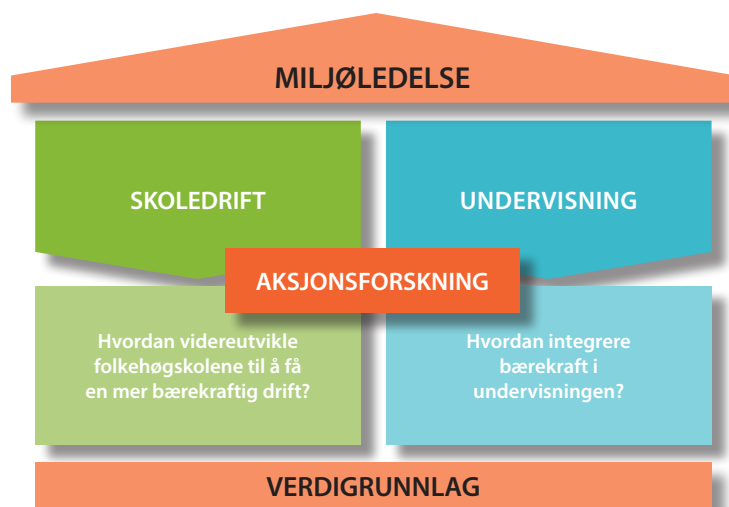 MILJØLEDELSE
SKOLEDRIFT
UNDERVISNING
AKSJONSFORSKNING
Hvordan videreutvikle
folkehøgskolene til å få
en mer bærekraftig drift?
Hvordan integrere
bærekraft i
undervisningen?
VERDIGRUNNLAG